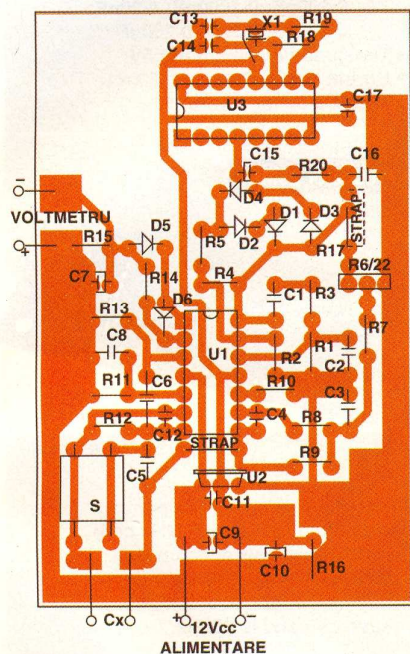 C13 X1 R19
C14 R18
U3 C17
C15 R20 C16
D4
STRAP
- VOLTMETRU D5 R5 D2 D1 D3
+ R15 R17
C7 R14 R4 R6/22
D6 C1 R3
R13 U1 R7
C8 R2 R1
C2
R11 C6 R10 C3
R12 C12 C4 R8
STRAP
R9
S C5 U2
C11
C9 C10 R16
Cx + 12Vcc -
ALIMENTARE